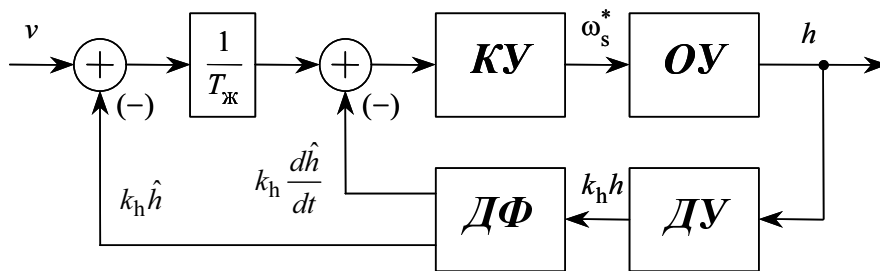 v
+
(−)
1
T_ж
+
(−)
КУ
ω_s^*
ОУ
h
k_h ĥ
k_h dĥ/dt
ДФ
k_h h
ДУ